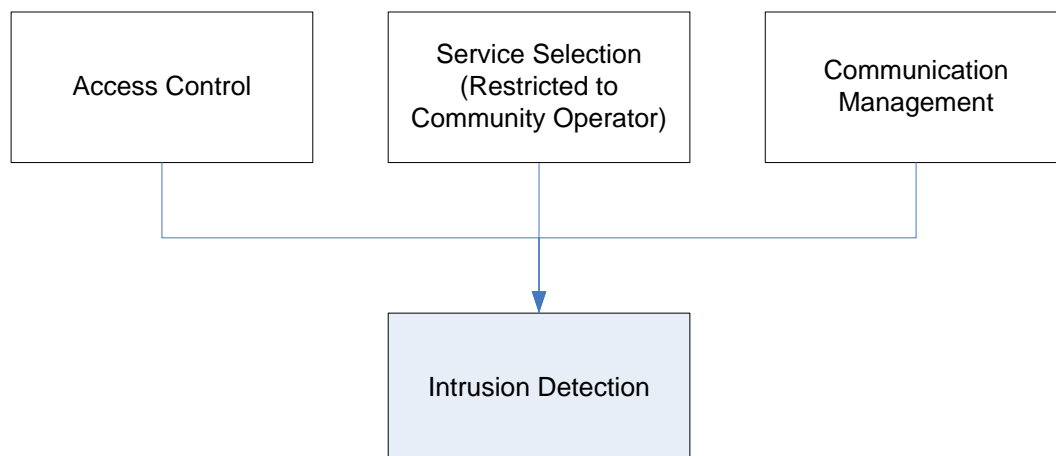 Access Control
Service Selection
(Restricted to
Community Operator)
Communication
Management
Intrusion Detection